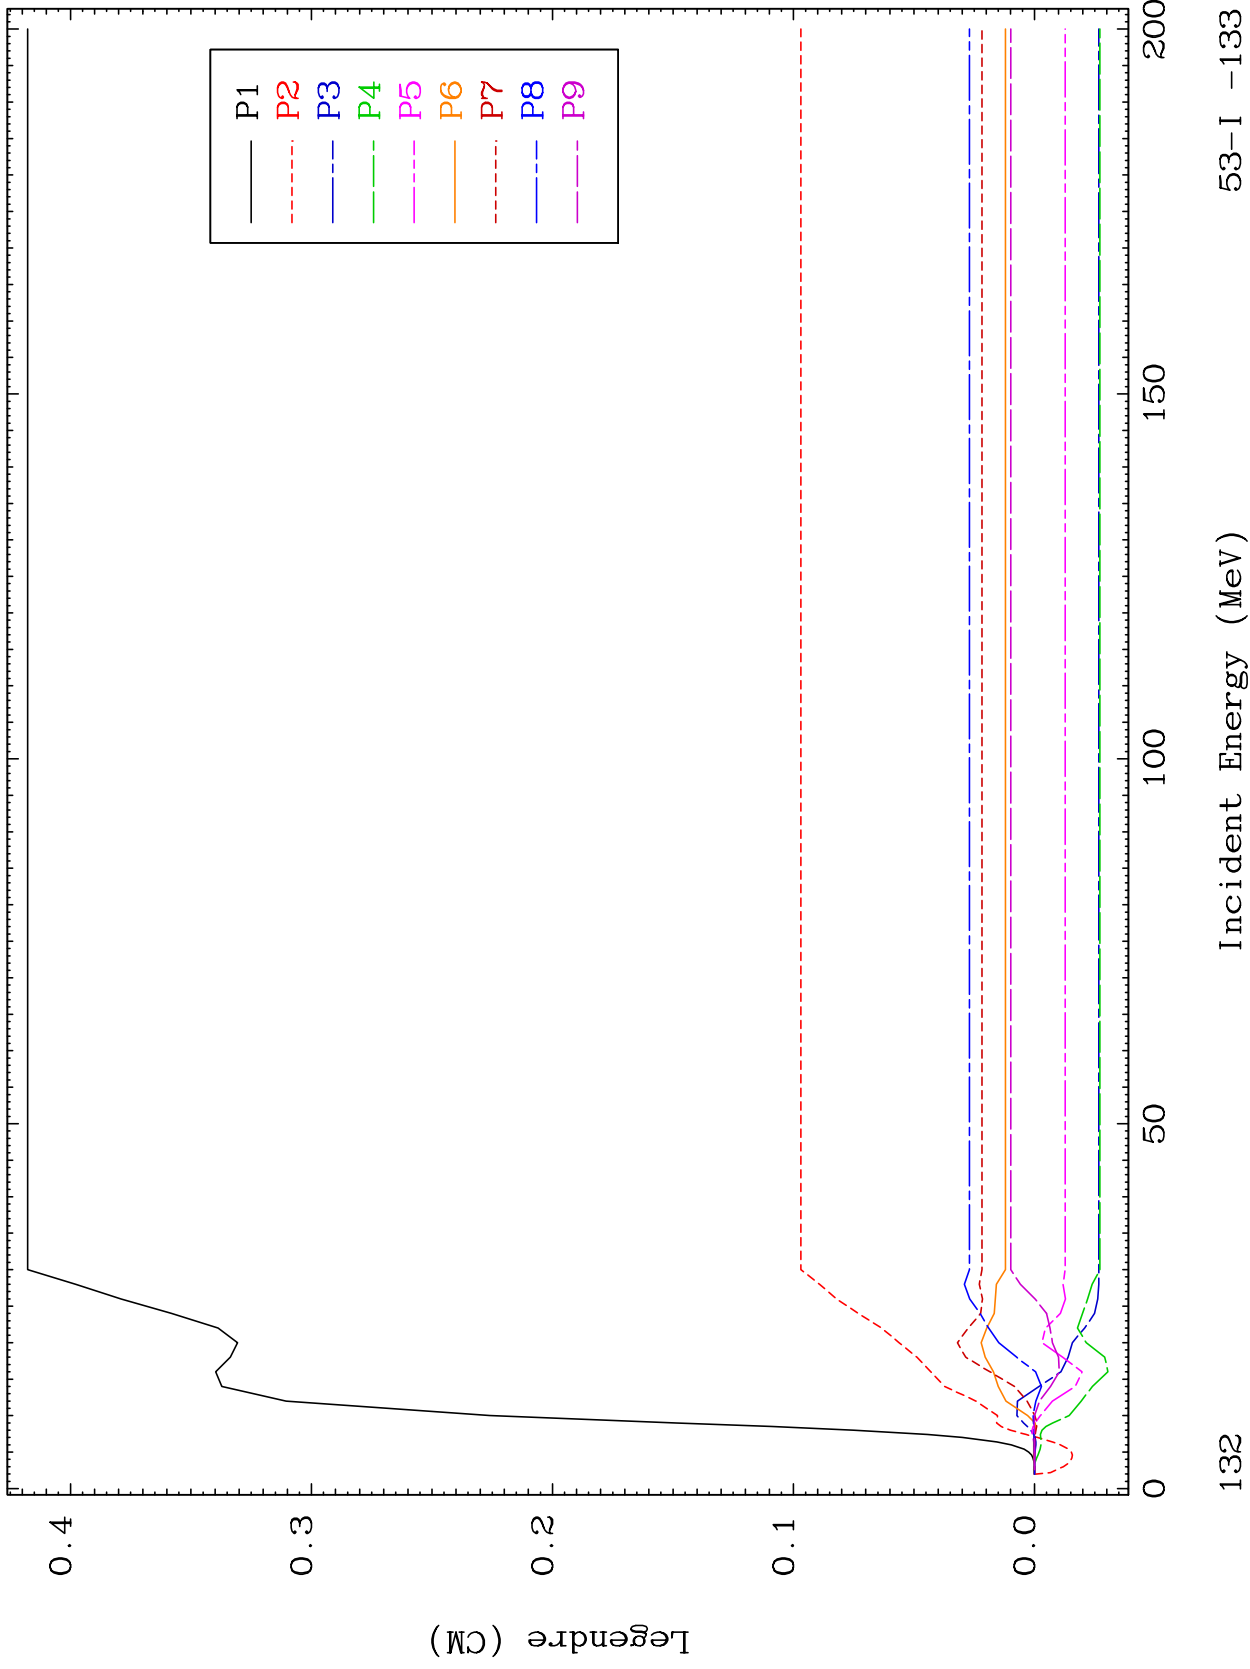 Legendre (CM)
0.4
0.3
0.2
0.1
0.0
P1
P2
P3
P4
P5
P6
P7
P8
P9
0
50
100
150
200
132
Incident Energy (MeV)
53-I -133